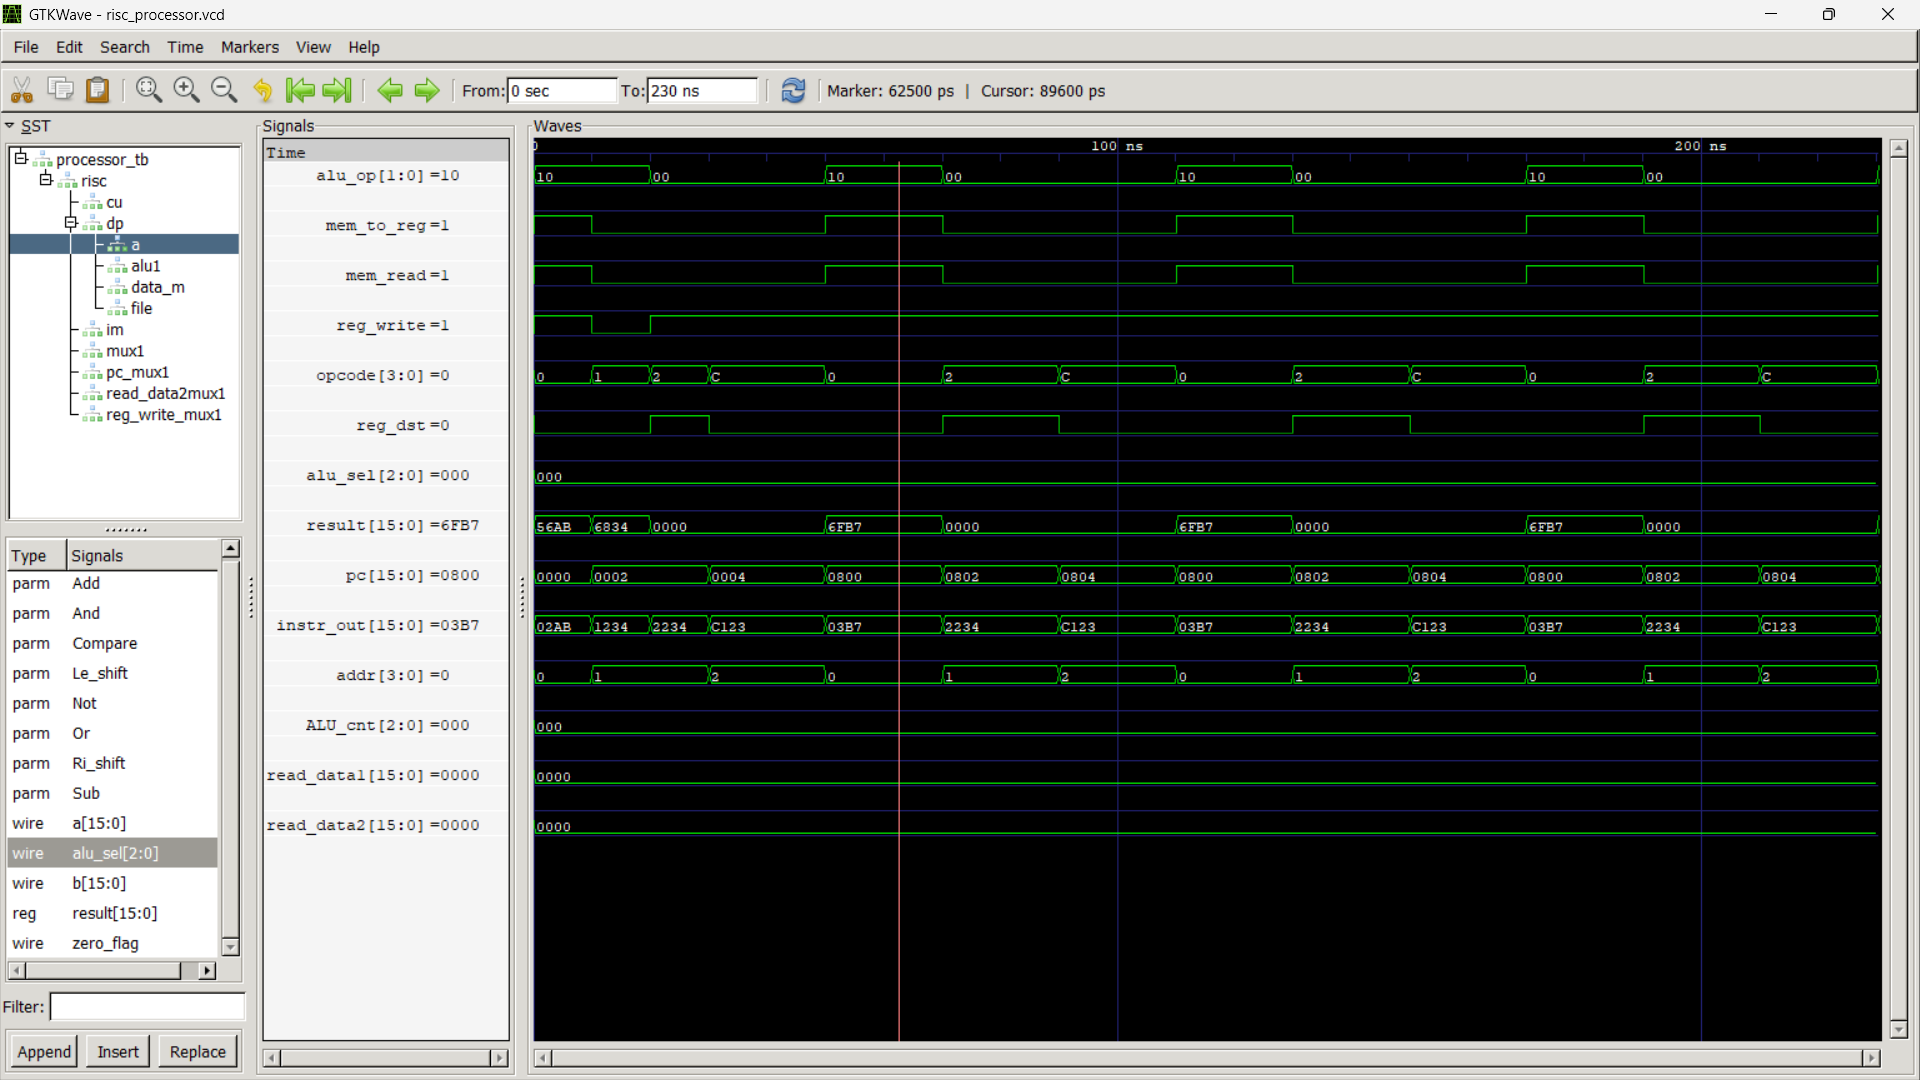 GTKWave - risc_processor.vcd
File Edit Search Time Markers View Help
From: 0 sec To: 230 ns Marker: 62500 ps | Cursor: 89600 ps
SST
processor_tb
risc
cu
dp
a
alu1
data_m
file
im
mux1
pc_mux1
read_data2mux1
reg_write_mux1
Type Signals
parm Add
parm And
parm Compare
parm Le_shift
parm Not
parm Or
parm Ri_shift
parm Sub
wire a[15:0]
wire alu_sel[2:0]
wire b[15:0]
reg result[15:0]
wire zero_flag
Filter:
Append Insert Replace
Signals
Time
alu_op[1:0] =10
mem_to_reg =1
mem_read =1
reg_write =1
opcode[3:0] =0
reg_dst =0
alu_sel[2:0] =000
result[15:0] =6FB7
pc[15:0] =0800
instr_out[15:0] =03B7
addr[3:0] =0
ALU_cnt[2:0] =000
read_data1[15:0] =0000
read_data2[15:0] =0000
Waves
0 100 ns 200 ns
10 00 10 00 10 00 10 00
0 1 2 C 0 2 C 0 2 C 0 2 C
000
56AB 6834 0000 6FB7 0000 6FB7 0000 6FB7 0000
0000 0002 0004 0800 0802 0804 0800 0802 0804 0800 0802 0804
02AB 1234 2234 C123 03B7 2234 C123 03B7 2234 C123 03B7 2234 C123
0 1 2 0 1 2 0 1 2 0 1 2
000
0000
0000